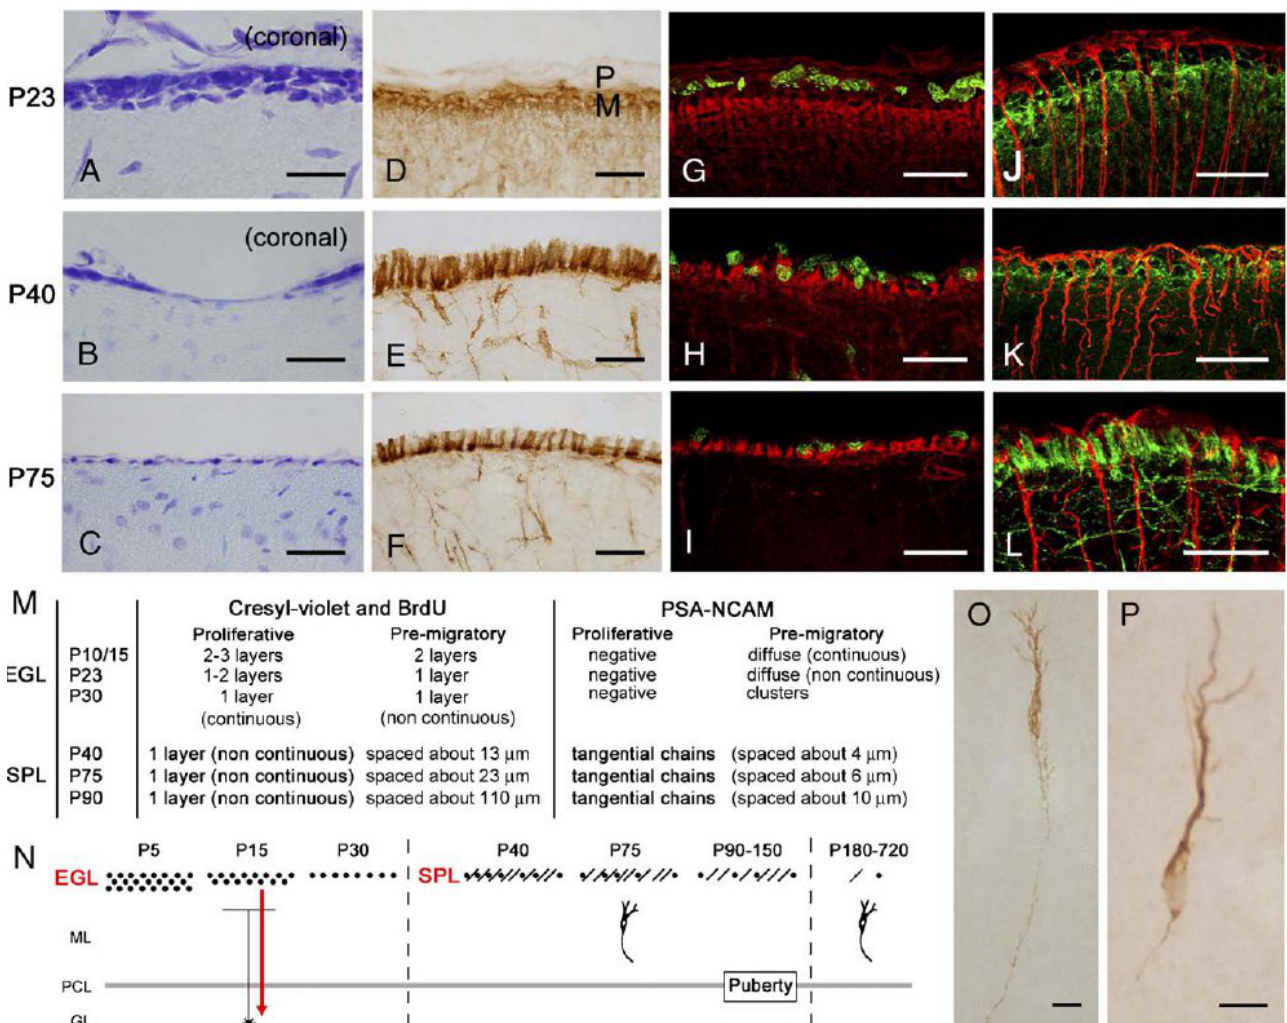 P23
(coronal)
A
D
P
M
G
J
P40
(coronal)
B
E
H
K
P75
C
F
I
L
M
Cresyl-violet and BrdU
PSA-NCAM
Proliferative Pre-migratory Proliferative Pre-migratory
EGL
P10/15 2-3 layers 2 layers negative diffuse (continuous)
P23 1-2 layers 1 layer negative diffuse (non continuous)
P30 1 layer 1 layer negative clusters
(continuous) (non continuous)
SPL
P40 1 layer (non continuous) spaced about 13 μm tangential chains (spaced about 4 μm)
P75 1 layer (non continuous) spaced about 23 μm tangential chains (spaced about 6 μm)
P90 1 layer (non continuous) spaced about 110 μm tangential chains (spaced about 10 μm)
N
P5 P15 P30 P40 P75 P90-150 P180-720
EGL SPL
ML
PCL
Puberty
GL
O
P